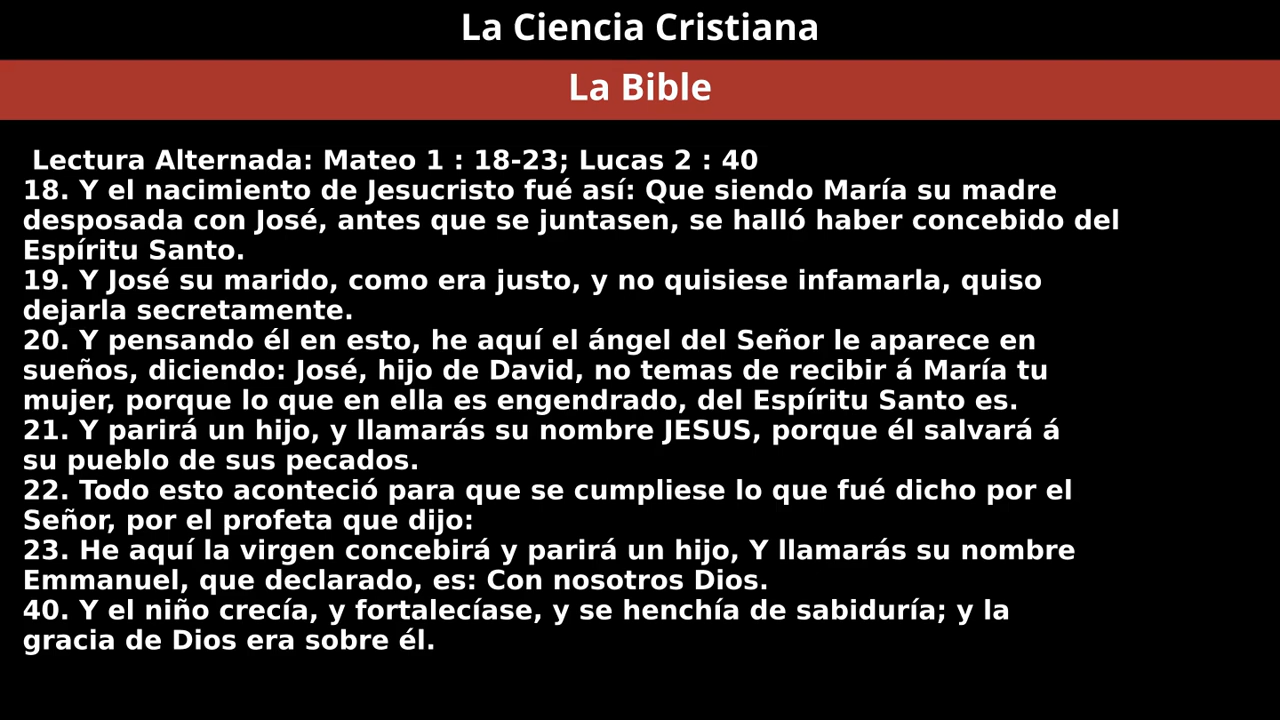 La Ciencia Cristiana
La Bible
Lectura Alternada: Mateo 1 : 18-23; Lucas 2 : 40
18. Y el nacimiento de Jesucristo fué así: Que siendo María su madre
desposada con José, antes que se juntasen, se halló haber concebido del
Espíritu Santo.
19. Y José su marido, como era justo, y no quisiese infamarla, quiso
dejarla secretamente.
20. Y pensando él en esto, he aquí el ángel del Señor le aparece en
sueños, diciendo: José, hijo de David, no temas de recibir á María tu
mujer, porque lo que en ella es engendrado, del Espíritu Santo es.
21. Y parirá un hijo, y llamarás su nombre JESUS, porque él salvará á
su pueblo de sus pecados.
22. Todo esto aconteció para que se cumpliese lo que fué dicho por el
Señor, por el profeta que dijo:
23. He aquí la virgen concebirá y parirá un hijo, Y llamarás su nombre
Emmanuel, que declarado, es: Con nosotros Dios.
40. Y el niño crecía, y fortalecíase, y se henchía de sabiduría; y la
gracia de Dios era sobre él.